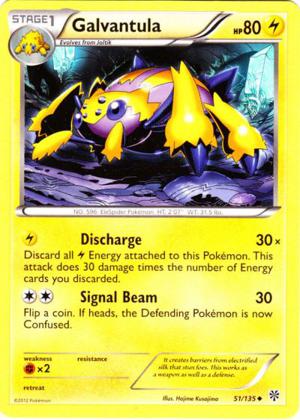 STAGE1
Galvantula
HP80
Evolves from Joltik
NO. 596 EleSpider Pokémon HT: 2'07" WT: 31.5 lbs.
Discharge 30×
Discard all Energy attached to this Pokémon. This
attack does 30 damage times the number of Energy
cards you discarded.
Signal Beam 30
Flip a coin. If heads, the Defending Pokémon is now
Confused.
weakness resistance
×2
retreat
It creates barriers from electrified
silk that stun foes. This works as a
weapon as well as a defense.
©2012 Pokémon
Illus. Hajime Kusajima
51/135